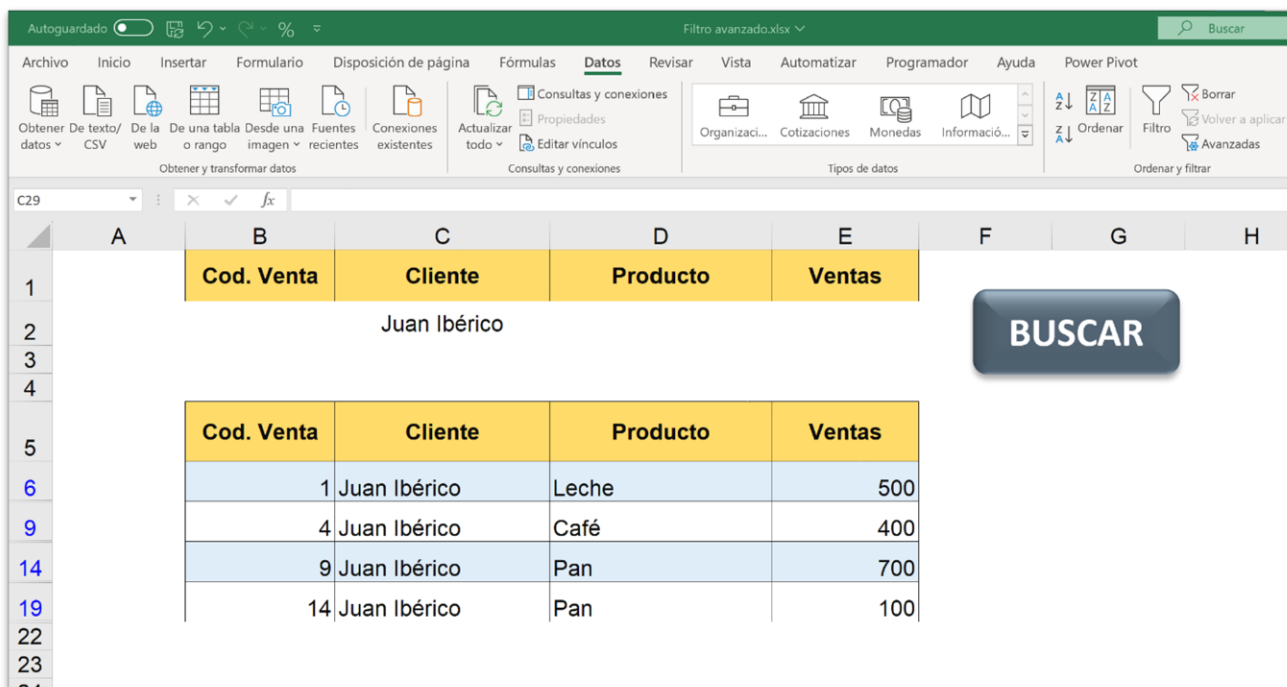 Autoguardado % Filtro avanzado.xlsx Buscar
Archivo Inicio Insertar Formulario Disposición de página Fórmulas Datos Revisar Vista Automatizar Programador Ayuda Power Pivot
Obtener datos De texto/ CSV De la web De una tabla o rango Desde una imagen Fuentes recientes Conexiones existentes
Obtener y transformar datos
Actualizar todo Consultas y conexiones Propiedades Editar vínculos
Consultas y conexiones
Organizaci... Cotizaciones Monedas Informació...
Tipos de datos
Ordenar Filtro Borrar Volver a aplicar Avanzadas
Ordenar y filtrar
C29 fx
A B C D E F G H
1 Cod. Venta Cliente Producto Ventas
2 Juan Ibérico
BUSCAR
3
4
5 Cod. Venta Cliente Producto Ventas
6 1 Juan Ibérico Leche 500
9 4 Juan Ibérico Café 400
14 9 Juan Ibérico Pan 700
19 14 Juan Ibérico Pan 100
22
23